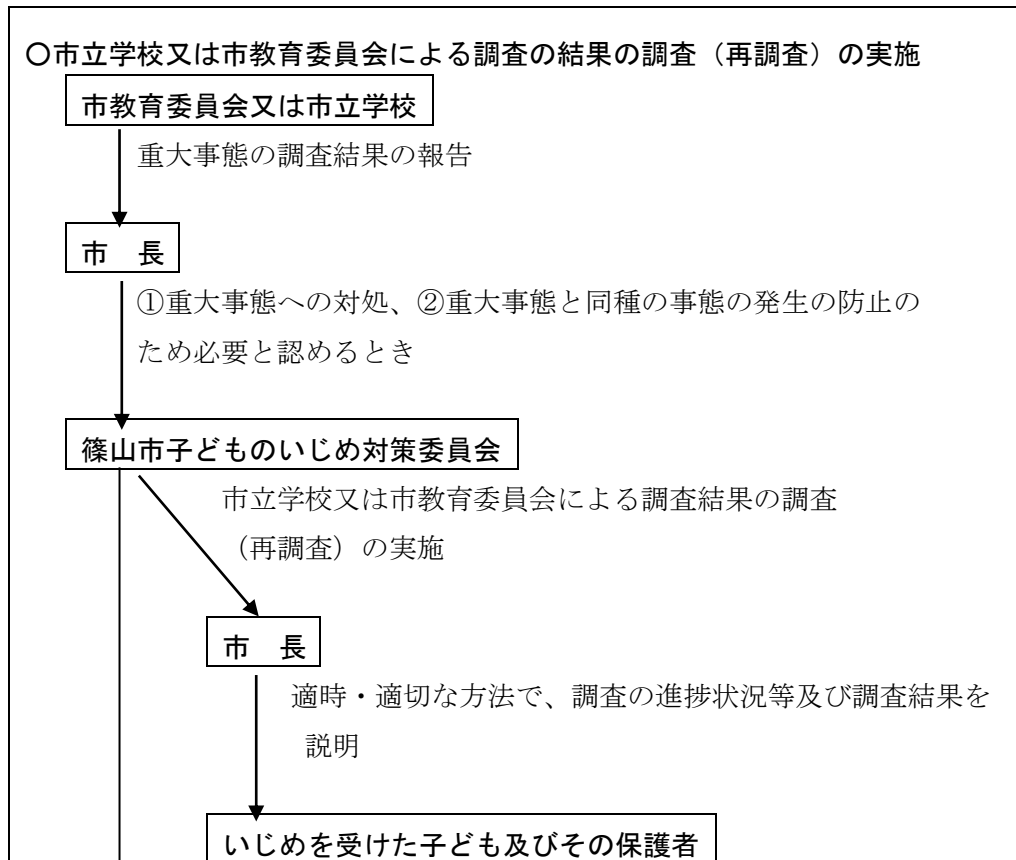 〇市立学校又は市教育委員会による調査の結果の調査（再調査）の実施
市教育委員会又は市立学校
重大事態の調査結果の報告
市　長
①重大事態への対処、②重大事態と同種の事態の発生の防止の
ため必要と認めるとき
篠山市子どものいじめ対策委員会
市立学校又は市教育委員会による調査結果の調査
（再調査）の実施
市　長
適時・適切な方法で、調査の進捗状況等及び調査結果を
説明
いじめを受けた子ども及びその保護者